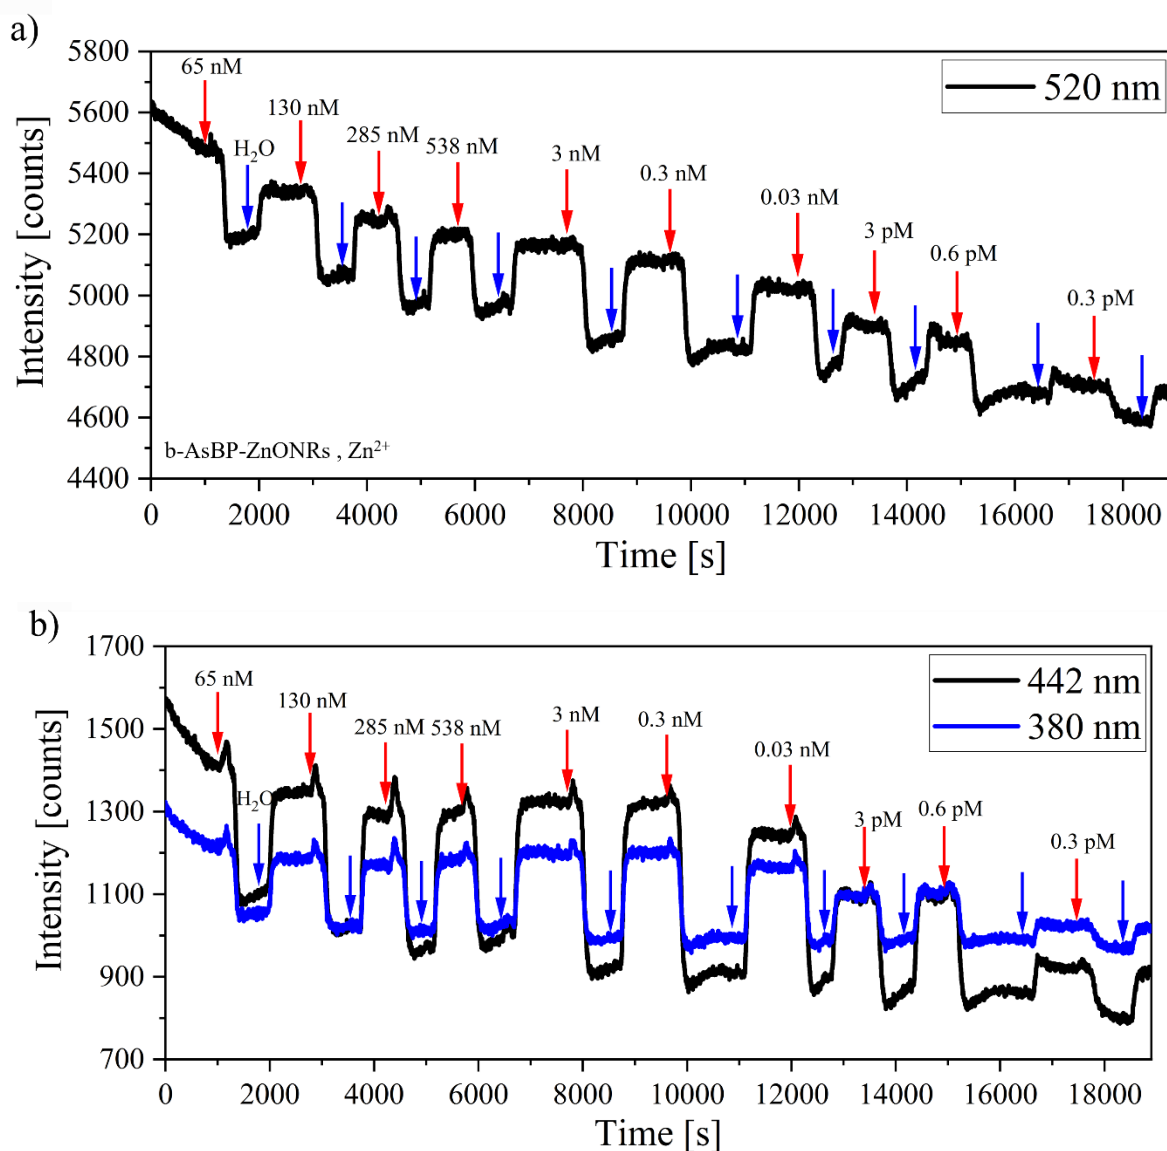 a)
5800
5600
5400
5200
5000
4800
4600
4400
Intensity [counts]
65 nM
H₂O
130 nM
285 nM
538 nM
3 nM
0.3 nM
0.03 nM
3 pM
0.6 pM
0.3 pM
520 nm
b-AsBP-ZnONRs , Zn²⁺
0 2000 4000 6000 8000 10000 12000 14000 16000 18000
Time [s]
b)
1700
1500
1300
1100
900
700
Intensity [counts]
65 nM
H₂O
130 nM
285 nM
538 nM
3 nM
0.3 nM
0.03 nM
3 pM
0.6 pM
0.3 pM
442 nm
380 nm
0 2000 4000 6000 8000 10000 12000 14000 16000 18000
Time [s]